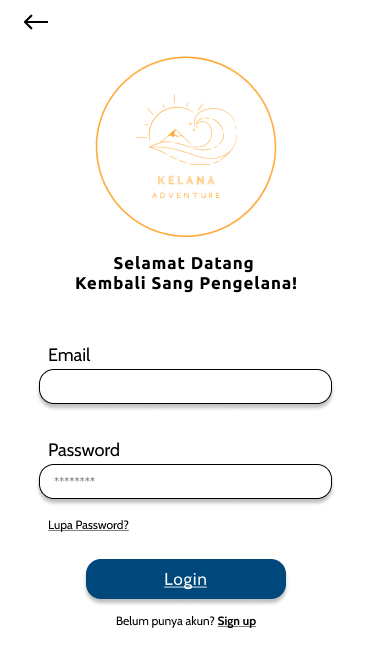 KELANA
ADVENTURE
Selamat Datang
Kembali Sang Pengelana!
Email
Password
********
Lupa Password?
Login
Belum punya akun? Sign up